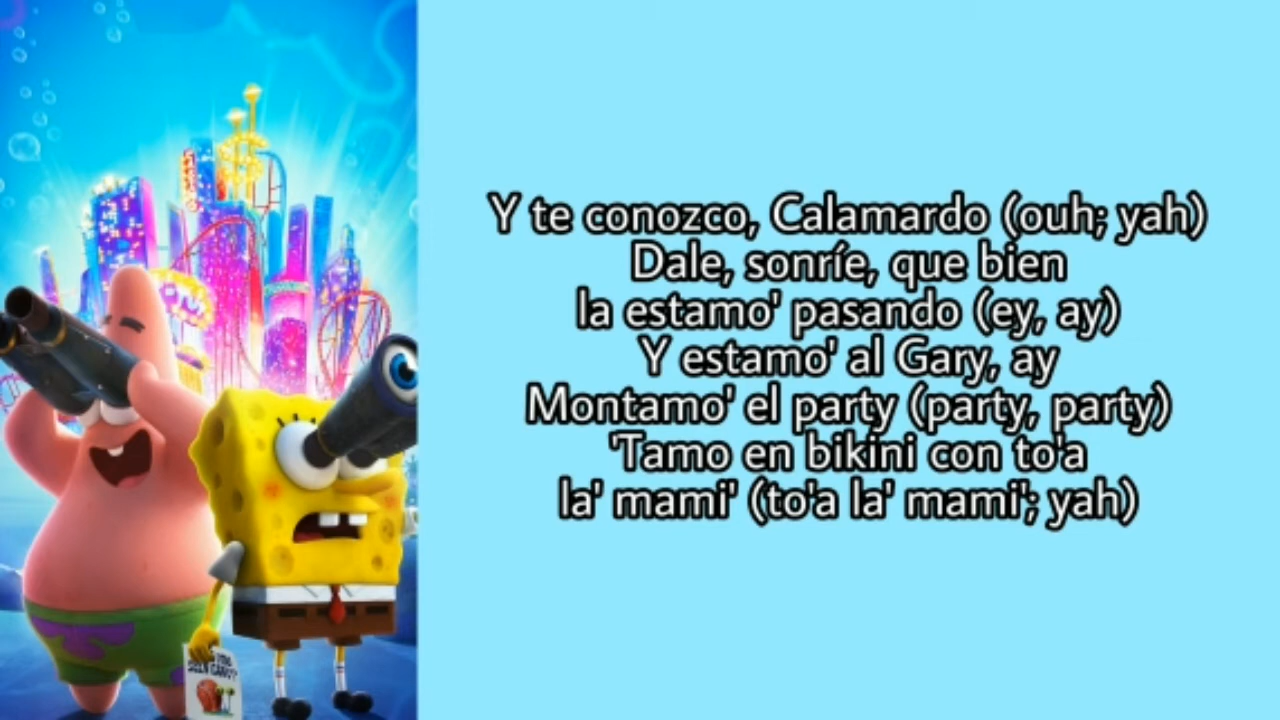 Y te conozco, Calamardo (ouh; yah)
Dale, sonríe, que bien
la estamo' pasando (ey, ay)
Y estamo' al Gary, ay
Montamo' el party (party, party)
'Tamo en bikini con to'a
la' mami' (to'a la' mami'; yah)